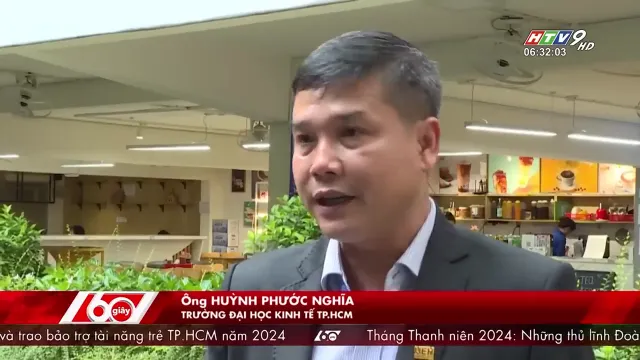 HTV9 HD
06:32:03
60 giây
Ông HUỲNH PHƯỚC NGHĨA
TRƯỜNG ĐẠI HỌC KINH TẾ TP.HCM
và trao bảo trợ tài năng trẻ TP.HCM năm 2024
Tháng Thanh niên 2024: Những thủ lĩnh Đoà